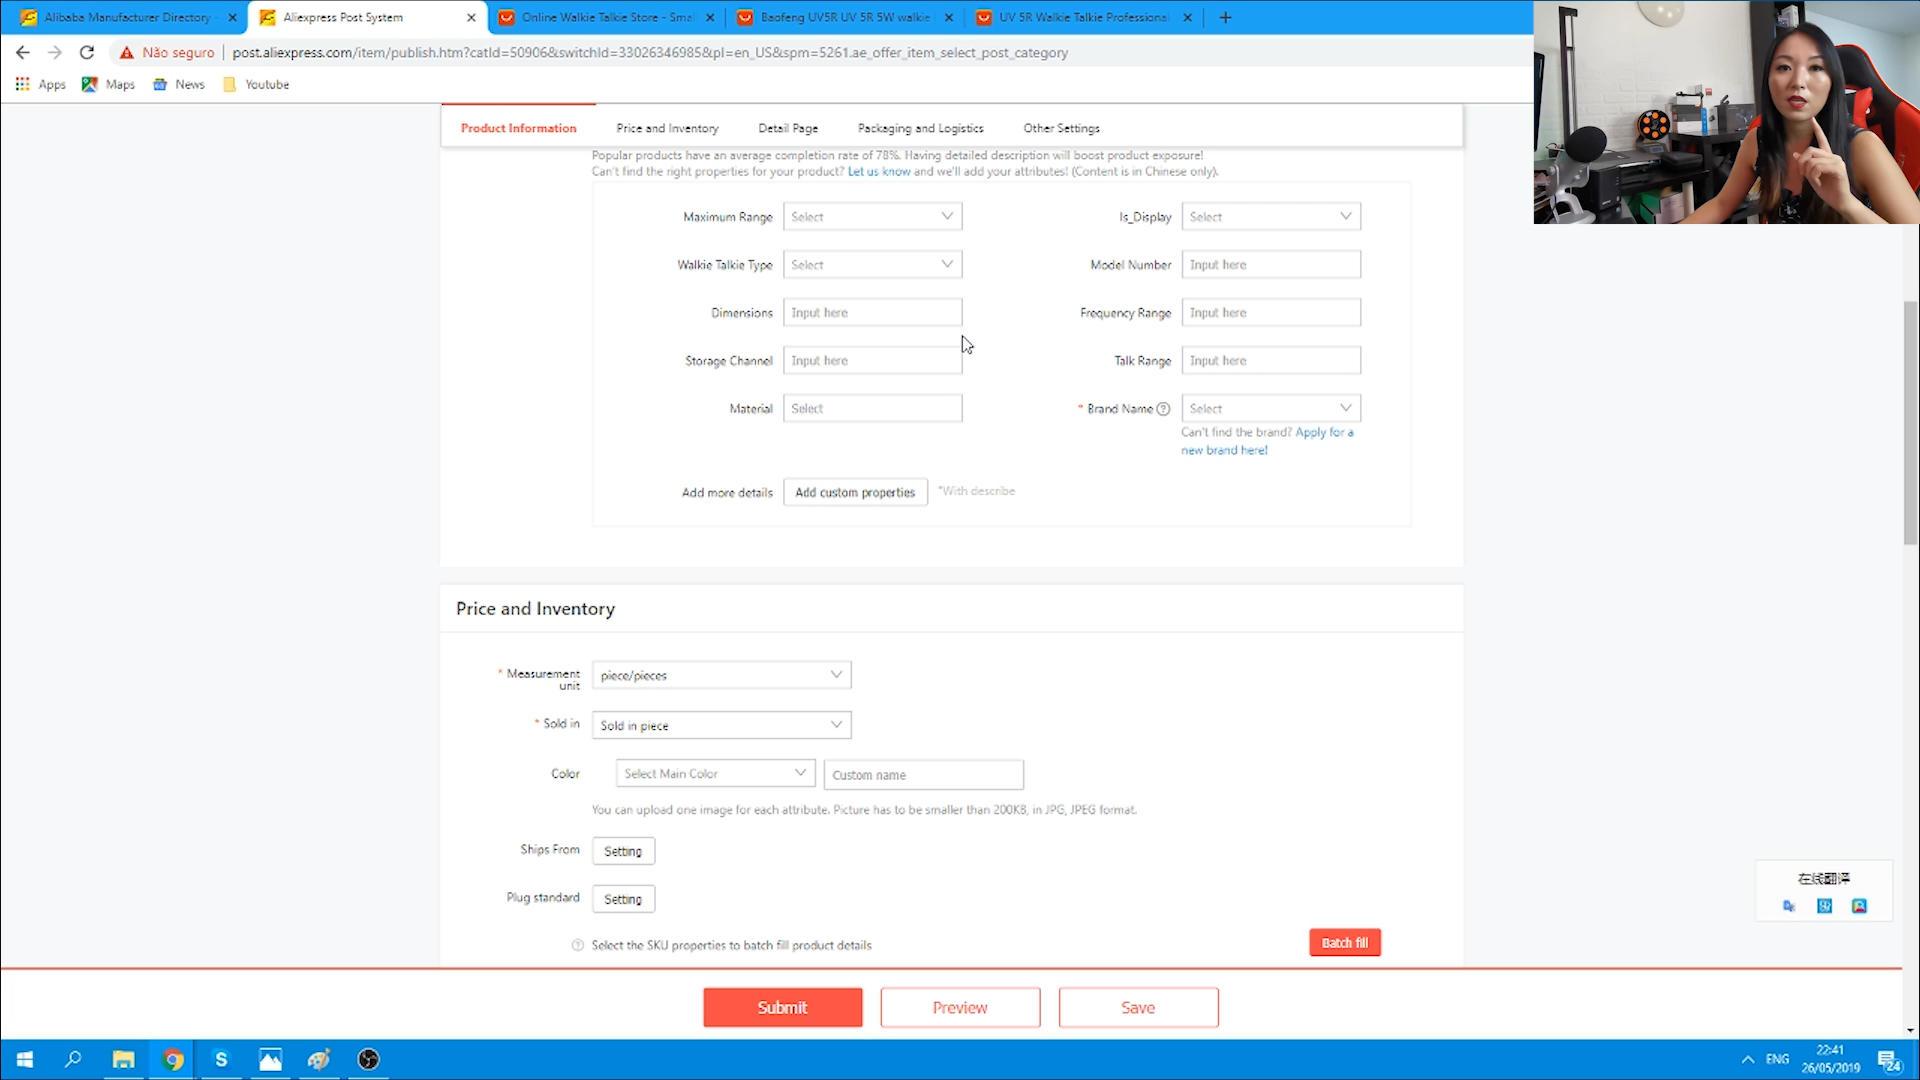 Alibaba Manufacturer Directory
Aliexpress Post System
Online Walkie Talkie Store - Smal
Baofeng UV5R UV 5R 5W walkie
UV 5R Walkie Talkie Professional
Não seguro
post.aliexpress.com/item/publish.htm?catId=50906&switchId=33026346985&pl=en_US&spm=5261.ae_offer_item_select_post_category
Apps
Maps
News
Youtube
Product Information
Price and Inventory
Detail Page
Packaging and Logistics
Other Settings
Popular products have an average completion rate of 78%. Having detailed description will boost product exposure!
Can't find the right properties for your product? Let us know and we'll add your attributes! (Content is in Chinese only).
Maximum Range Select
Is_Display Select
Walkie Talkie Type Select
Model Number Input here
Dimensions Input here
Frequency Range Input here
Storage Channel Input here
Talk Range Input here
Material Select
* Brand Name ? Select
Can't find the brand? Apply for a
new brand here!
Add more details Add custom properties *With describe
Price and Inventory
* Measurement
unit
piece/pieces
* Sold in Sold in piece
Color Select Main Color Custom name
You can upload one image for each attribute. Picture has to be smaller than 200KB, in JPG, JPEG format.
Ships From Setting
Plug standard Setting
? Select the SKU properties to batch fill product details
Batch fill
在线翻译
Submit
Preview
Save
ENG
22:41
26/05/2019
24